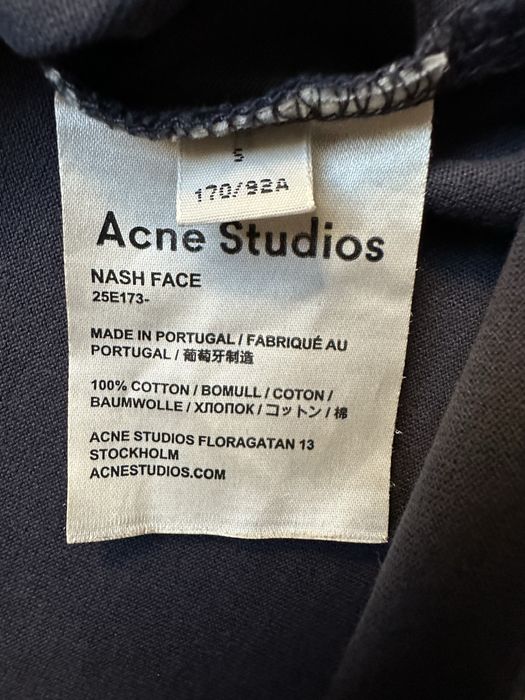 S
170/92A
Acne Studios
NASH FACE
25E173-
MADE IN PORTUGAL / FABRIQUÉ AU
PORTUGAL / 葡萄牙制造
100% COTTON / BOMULL / COTON /
BAUMWOLLE / ХЛОПОК / コットン / 棉
ACNE STUDIOS FLORAGATAN 13
STOCKHOLM
ACNESTUDIOS.COM